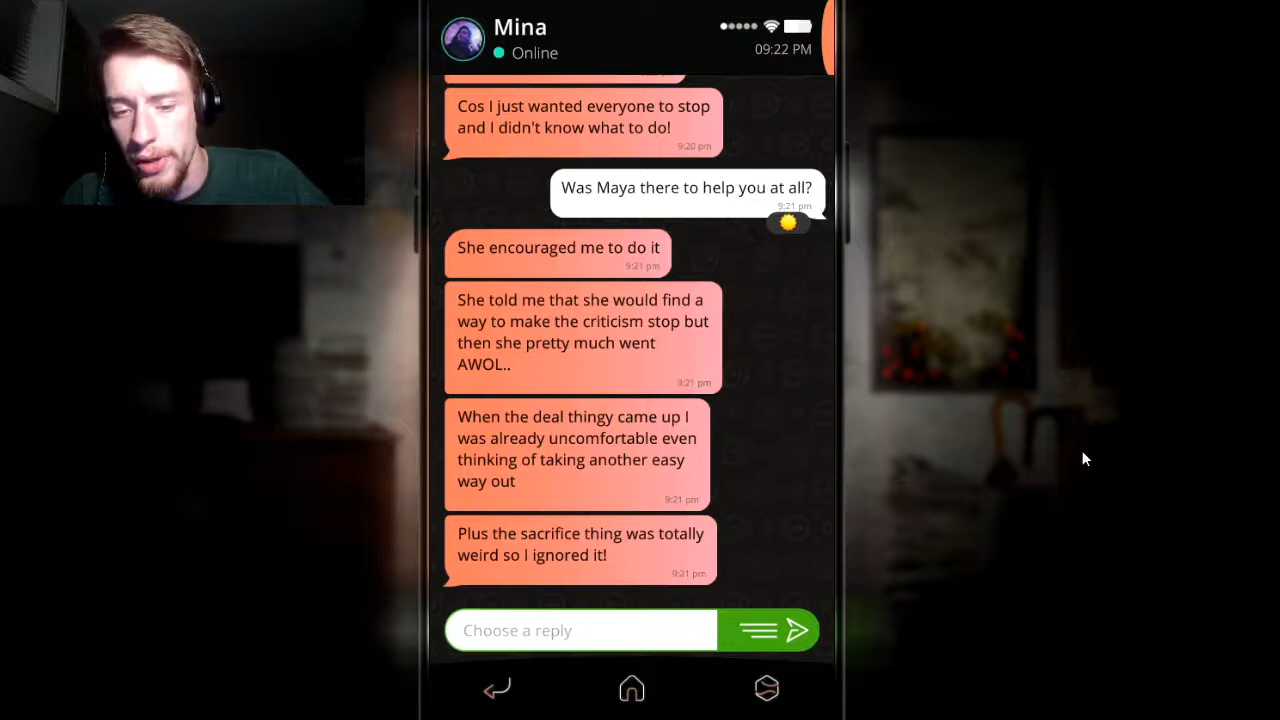 Mina
Online
09:22 PM
Cos I just wanted everyone to stop
and I didn't know what to do!
9:20 pm
Was Maya there to help you at all?
9:21 pm
She encouraged me to do it
9:21 pm
She told me that she would find a
way to make the criticism stop but
then she pretty much went
AWOL..
9:21 pm
When the deal thingy came up I
was already uncomfortable even
thinking of taking another easy
way out
9:21 pm
Plus the sacrifice thing was totally
weird so I ignored it!
9:21 pm
Choose a reply